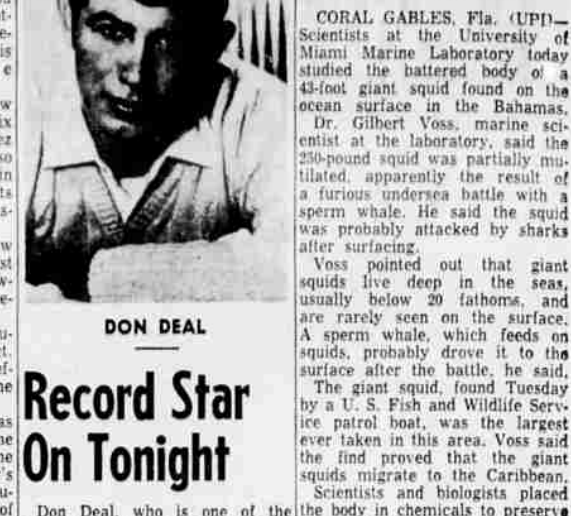 DON DEAL
Record Star
On Tonight
Don Deal, who is one of the
CORAL GABLES, Fla. (UPI)—
Scientists at the University of
Miami Marine Laboratory today
studied the battered body of a
43-foot giant squid found on the
ocean surface in the Bahamas.
Dr. Gilbert Voss, marine sci-
entist at the laboratory, said the
250-pound squid was partially mu-
tilated, apparently the result of
a furious undersea battle with a
sperm whale. He said the squid
was probably attacked by sharks
after surfacing.
Voss pointed out that giant
squids live deep in the seas,
usually below 20 fathoms, and
are rarely seen on the surface.
A sperm whale, which feeds on
squids, probably drove it to the
surface after the battle, he said.
The giant squid, found Tuesday
by a U. S. Fish and Wildlife Serv-
ice patrol boat, was the largest
ever taken in this area. Voss said
the find proved that the giant
squids migrate to the Caribbean.
Scientists and biologists placed
the body in chemicals to preserve